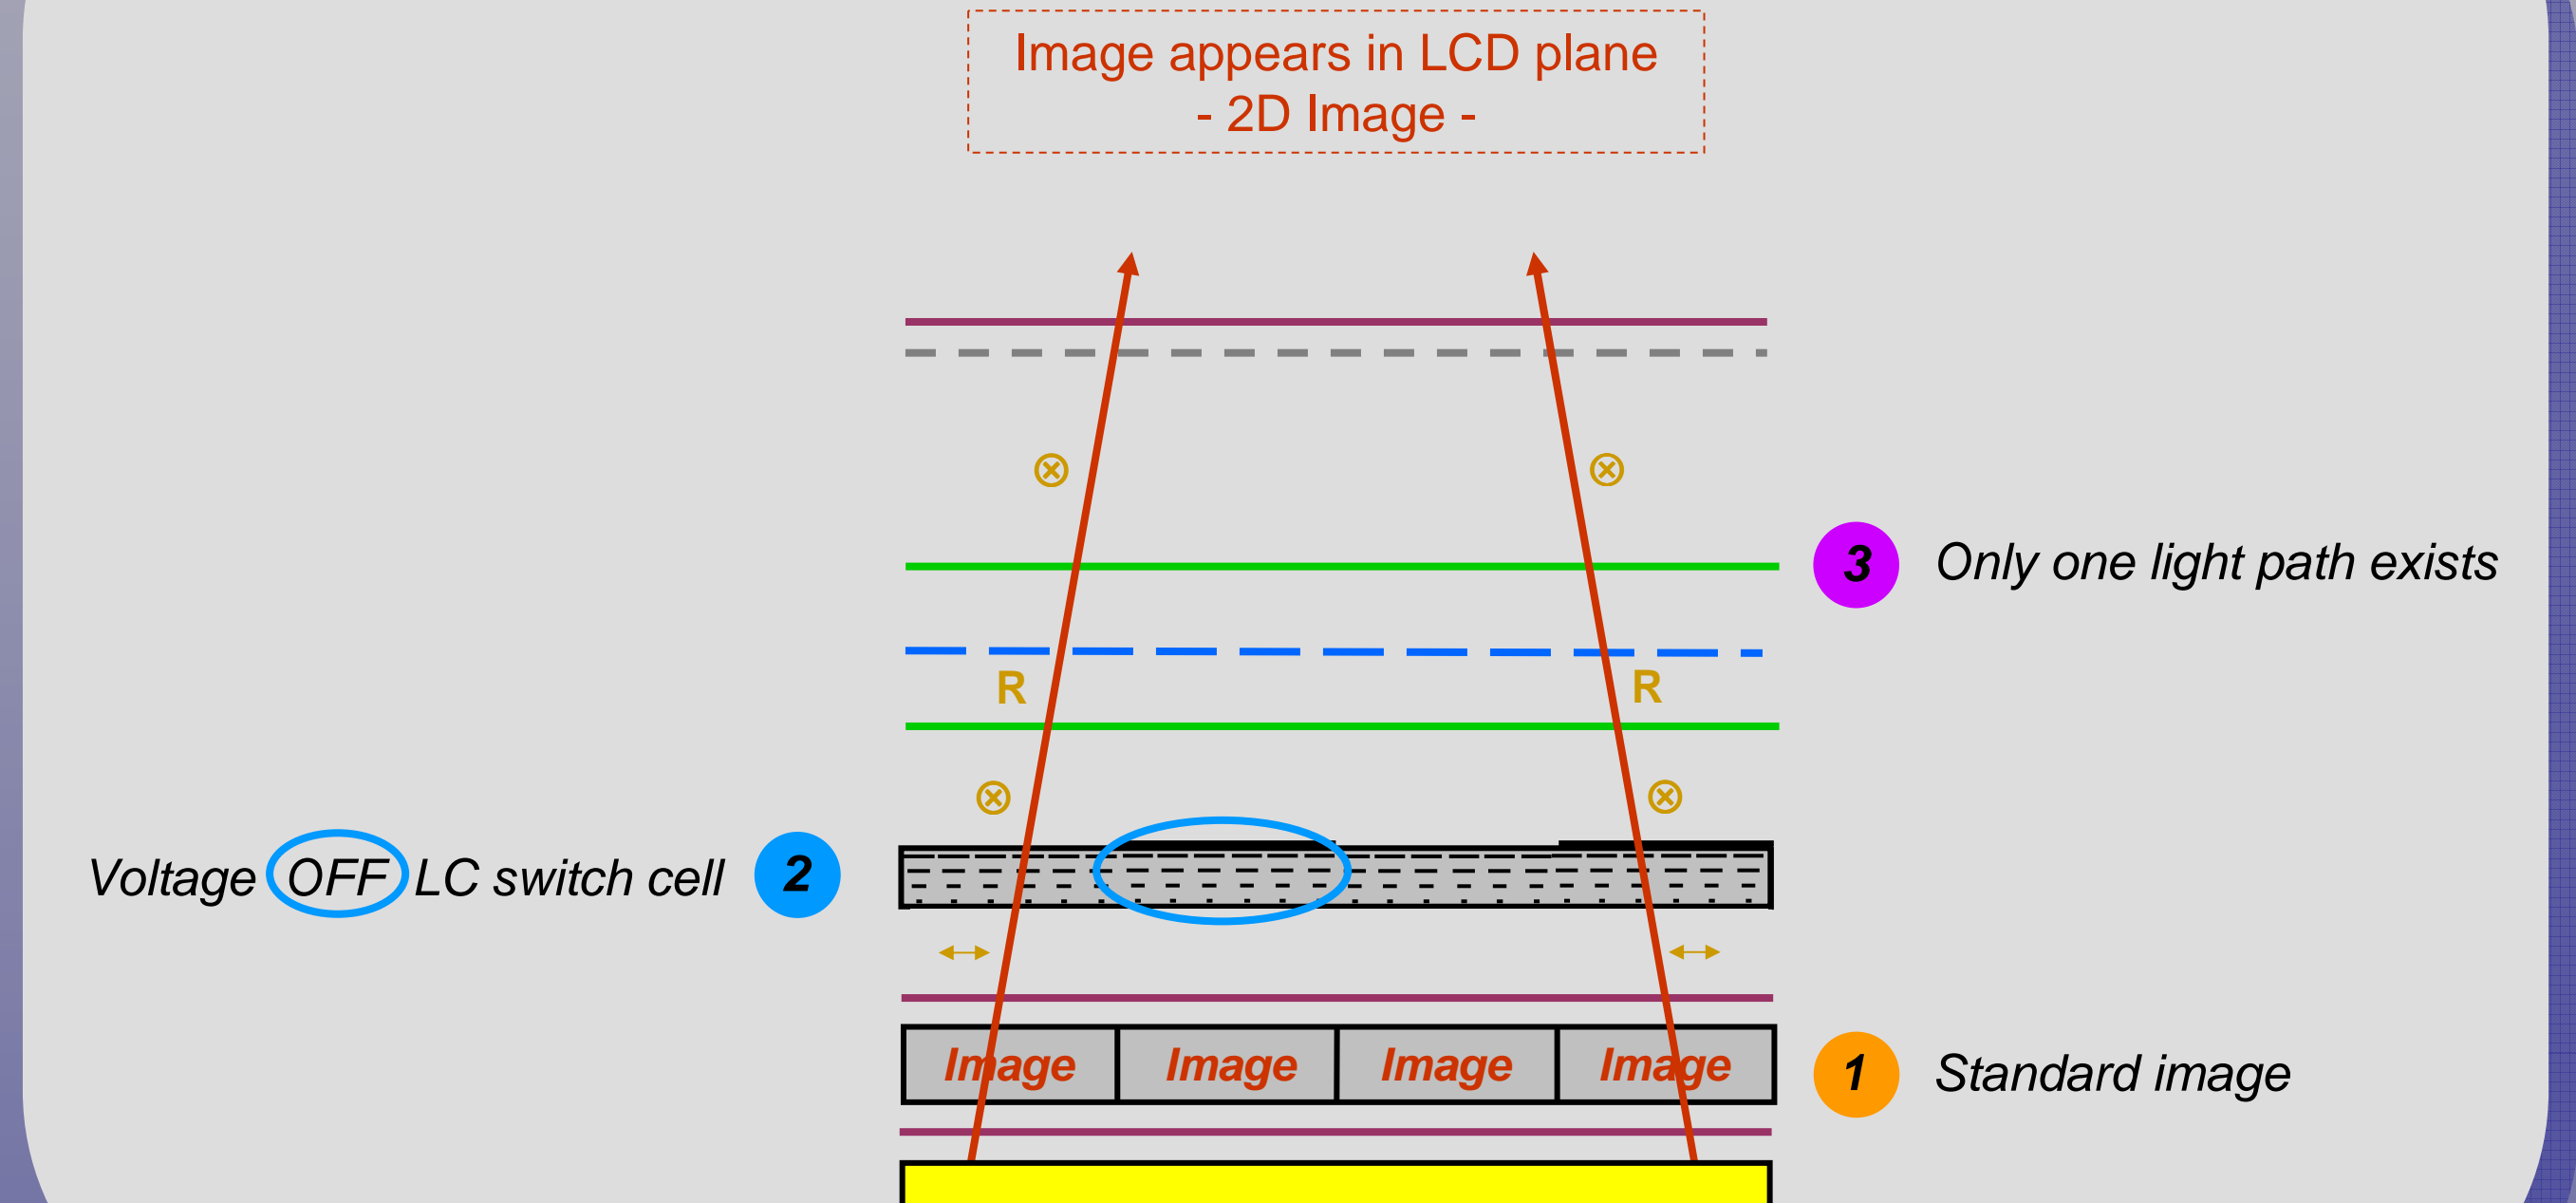 Image appears in LCD plane
- 2D Image -
3 Only one light path exists
R R
Voltage OFF LC switch cell 2
Image Image Image Image
1 Standard image